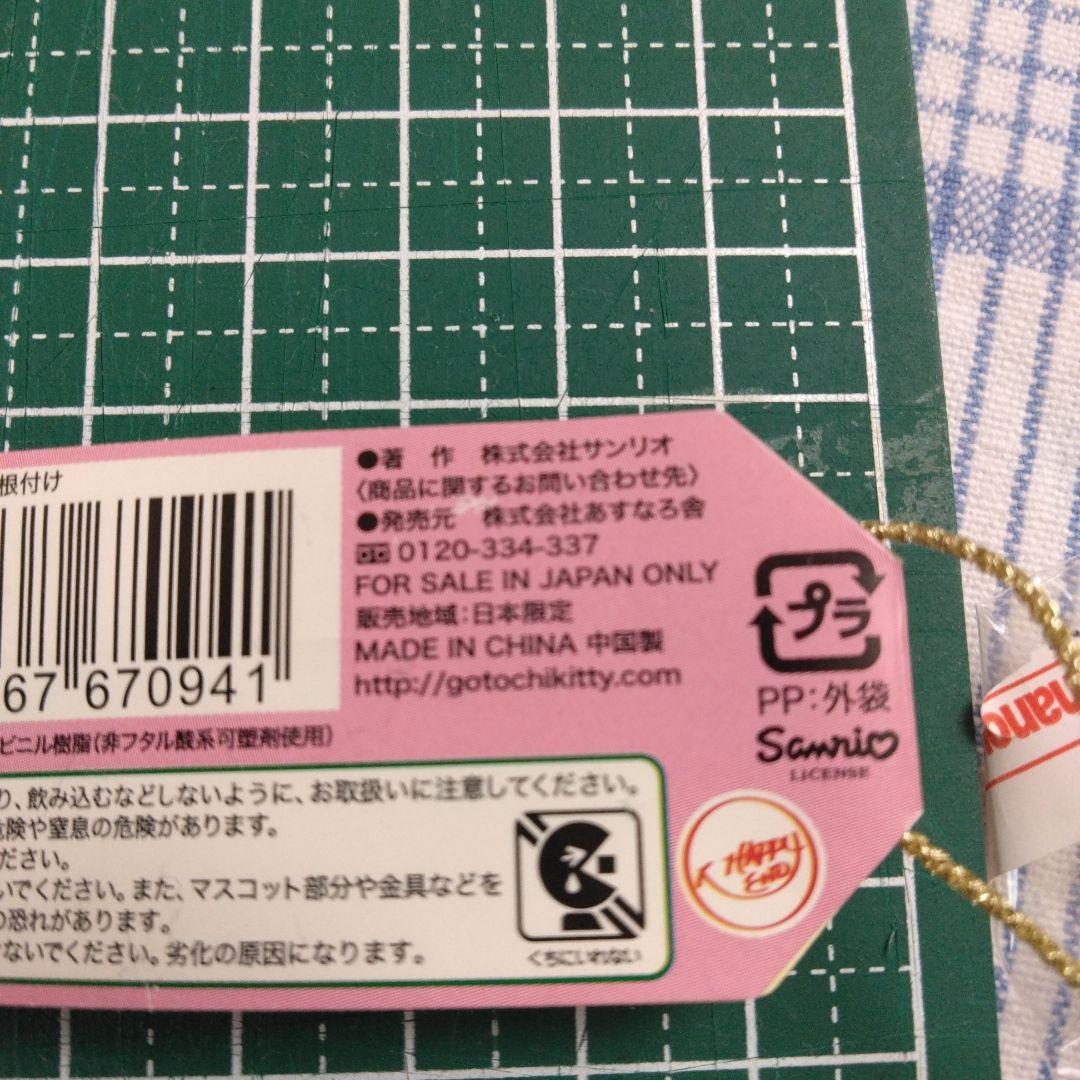 根付け
67 670941
ビニル樹脂(非フタル酸系可塑剤使用)
●著 作 株式会社サンリオ
〈商品に関するお問い合わせ先〉
●発売元 株式会社あすなろ舎
0120-334-337
FOR SALE IN JAPAN ONLY
販売地域:日本限定
MADE IN CHINA 中国製
http://gotochikitty.com
プラ
PP:外袋
Sanrio
LICENSE
り、飲み込むなどしないように、お取扱いに注意してください。
危険や窒息の危険があります。
ださい。
いでください。また、マスコット部分や金具などを
の恐れがあります。
けないでください。劣化の原因になります。
くちにいれない
HAPPY
END